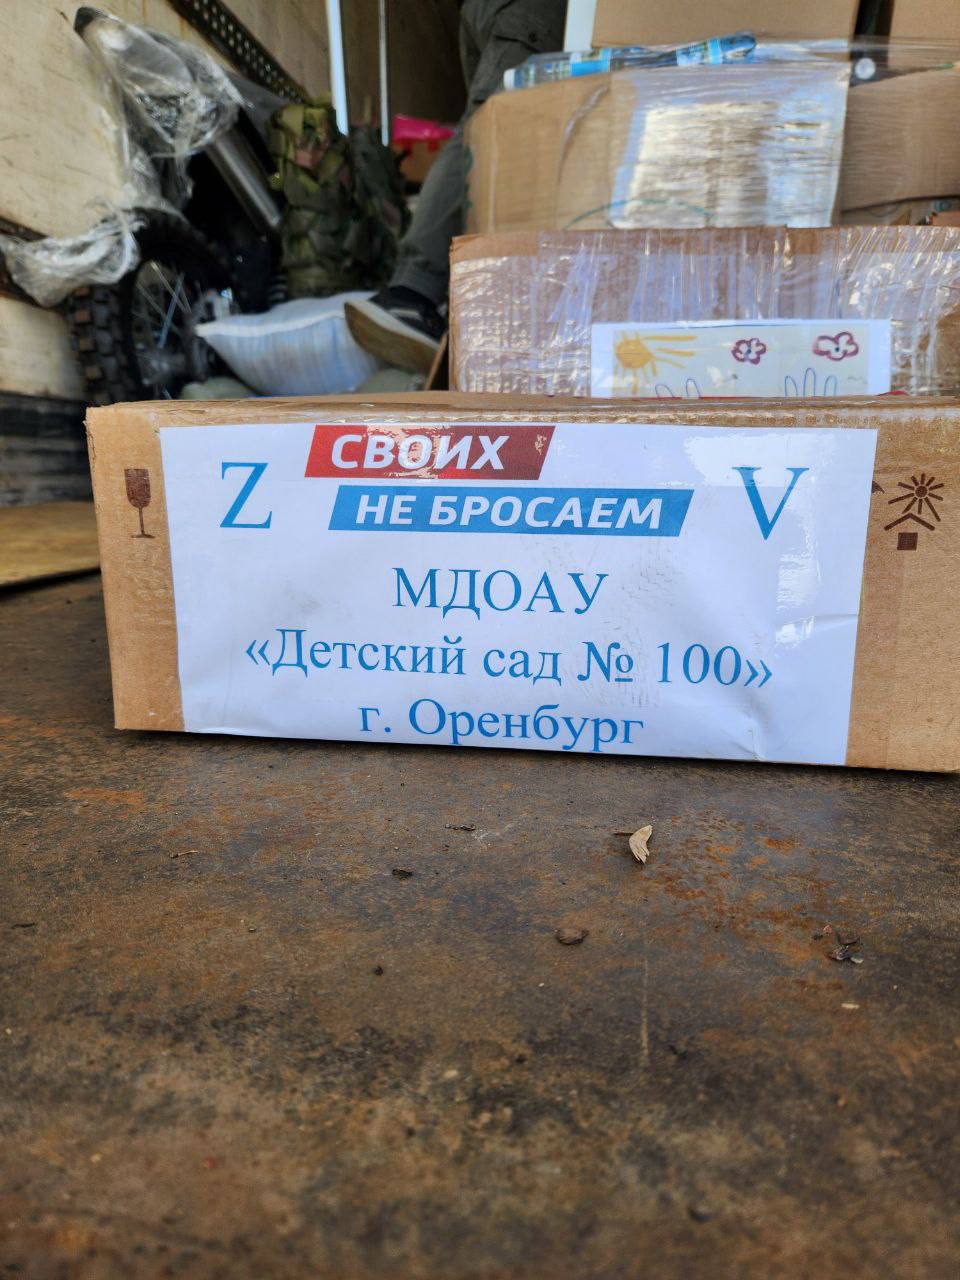 СВОИХ
Z НЕ БРОСАЕМ V
МДОАУ
«Детский сад № 100»
г. Оренбург